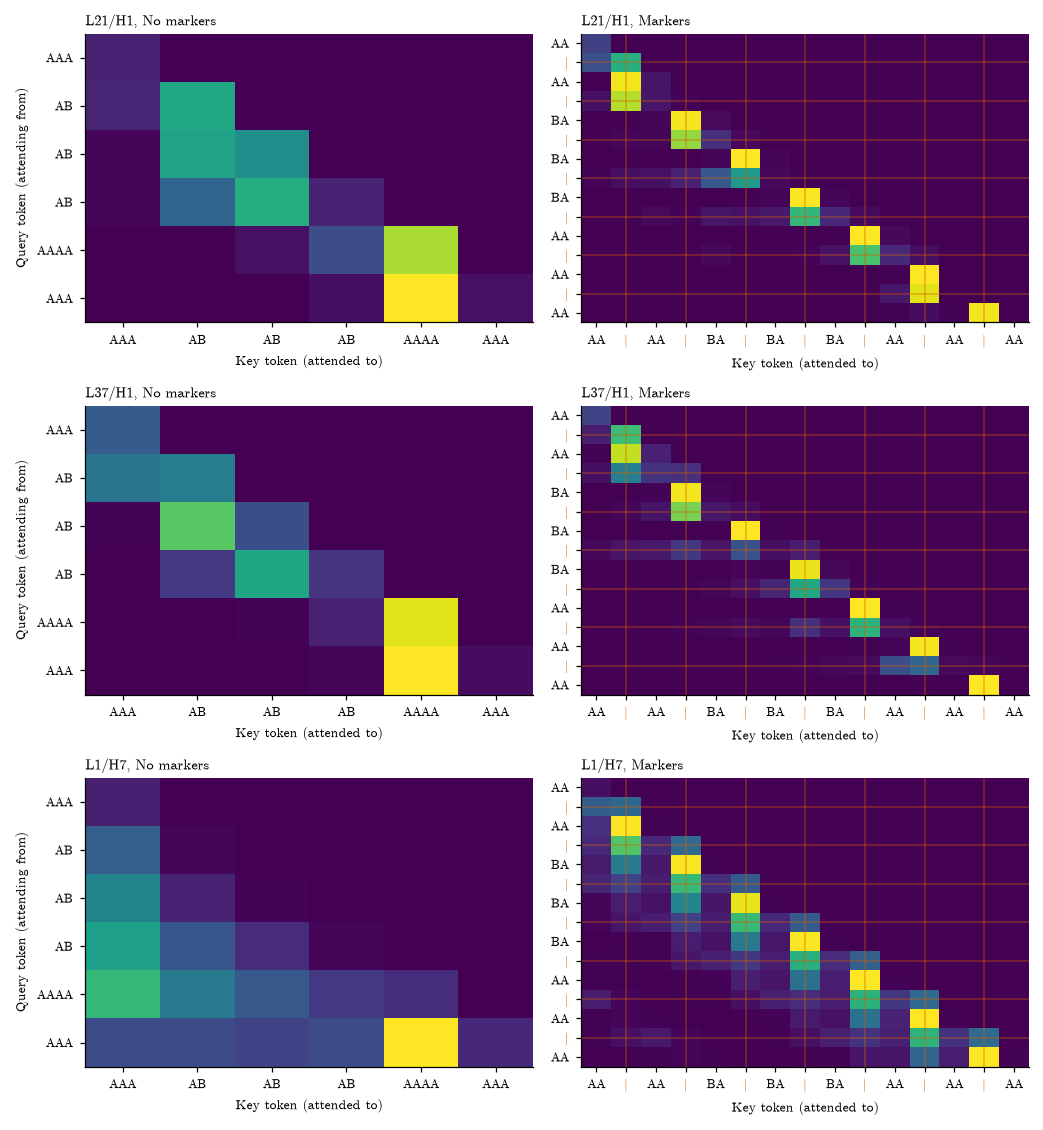 L21/H1, No markers
AAA
AB
AB
AB
AAAA
AAA
Query token (attending from)
AAA AB AB AB AAAA AAA
Key token (attended to)
L21/H1, Markers
AA
|
AA
|
BA
|
BA
|
BA
|
AA
|
AA
|
AA
AA | AA | BA | BA | BA | AA | AA | AA
Key token (attended to)
L37/H1, No markers
AAA
AB
AB
AB
AAAA
AAA
Query token (attending from)
AAA AB AB AB AAAA AAA
Key token (attended to)
L37/H1, Markers
AA
|
AA
|
BA
|
BA
|
BA
|
AA
|
AA
|
AA
AA | AA | BA | BA | BA | AA | AA | AA
Key token (attended to)
L1/H7, No markers
AAA
AB
AB
AB
AAAA
AAA
Query token (attending from)
AAA AB AB AB AAAA AAA
Key token (attended to)
L1/H7, Markers
AA
|
AA
|
BA
|
BA
|
BA
|
AA
|
AA
|
AA
AA | AA | BA | BA | BA | AA | AA | AA
Key token (attended to)